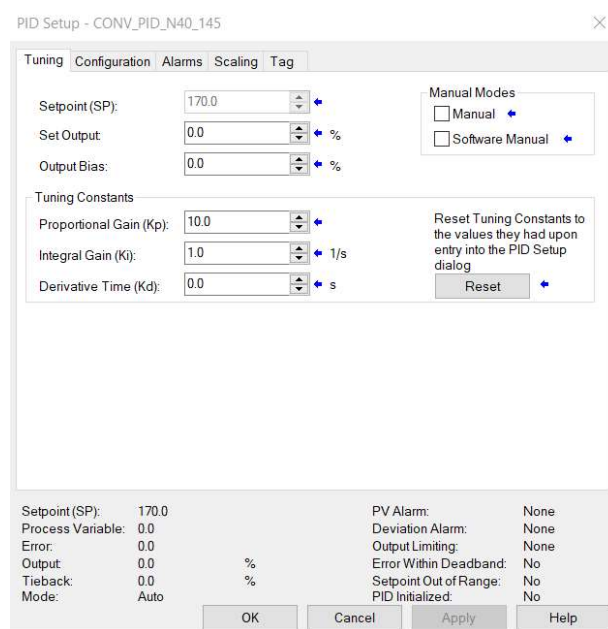 PID Setup - CONV_PID_N40_145
Tuning Configuration Alarms Scaling Tag
Setpoint (SP): 170.0
Set Output: 0.0 %
Output Bias: 0.0 %
Manual Modes
Manual
Software Manual
Tuning Constants
Proportional Gain (Kp): 10.0
Integral Gain (Ki): 1.0 1/s
Derivative Time (Kd): 0.0 s
Reset Tuning Constants to
the values they had upon
entry into the PID Setup
dialog
Reset
Setpoint (SP): 170.0
Process Variable: 0.0
Error: 0.0
Output: 0.0 %
Tieback: 0.0 %
Mode: Auto
PV Alarm: None
Deviation Alarm: None
Output Limiting: None
Error Within Deadband: No
Setpoint Out of Range: No
PID Initialized: No
OK Cancel Apply Help